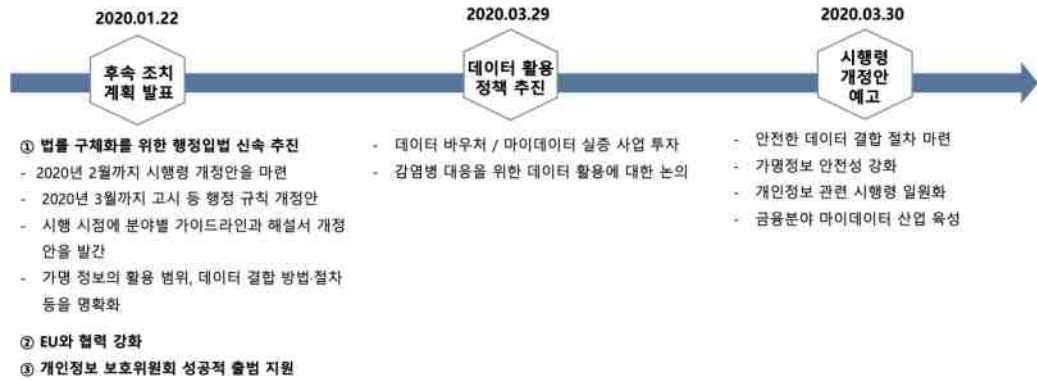 2020.01.22
후속 조치
계획 발표
① 법률 구체화를 위한 행정입법 신속 추진
- 2020년 2월까지 시행령 개정안을 마련
- 2020년 3월까지 고시 등 행정 규칙 개정안
- 시행 시점에 분야별 가이드라인과 해설서 개정
안을 발간
- 가명 정보의 활용 범위, 데이터 결합 방법·절차
등을 명확화
② EU와 협력 강화
③ 개인정보 보호위원회 성공적 출범 지원
2020.03.29
데이터 활용
정책 추진
- 데이터 바우처 / 마이데이터 실증 사업 투자
- 감염병 대응을 위한 데이터 활용에 대한 논의
2020.03.30
시행령
개정안
예고
- 안전한 데이터 결합 절차 마련
- 가명정보 안전성 강화
- 개인정보 관련 시행령 일원화
- 금융분야 마이데이터 산업 육성